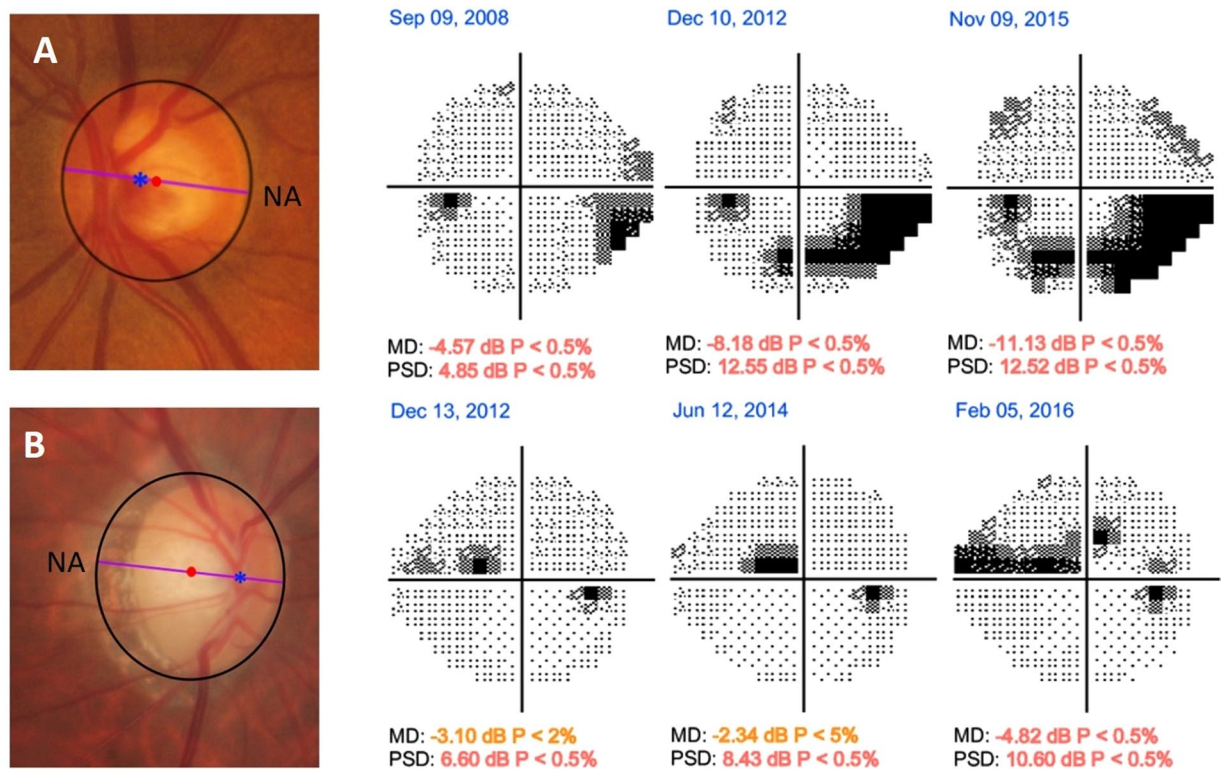 A
NA
*
Sep 09, 2008
Dec 10, 2012
Nov 09, 2015
MD: -4.57 dB P < 0.5%
PSD: 4.85 dB P < 0.5%
MD: -8.18 dB P < 0.5%
PSD: 12.55 dB P < 0.5%
MD: -11.13 dB P < 0.5%
PSD: 12.52 dB P < 0.5%
B
NA
*
Dec 13, 2012
Jun 12, 2014
Feb 05, 2016
MD: -3.10 dB P < 2%
PSD: 6.60 dB P < 0.5%
MD: -2.34 dB P < 5%
PSD: 8.43 dB P < 0.5%
MD: -4.82 dB P < 0.5%
PSD: 10.60 dB P < 0.5%